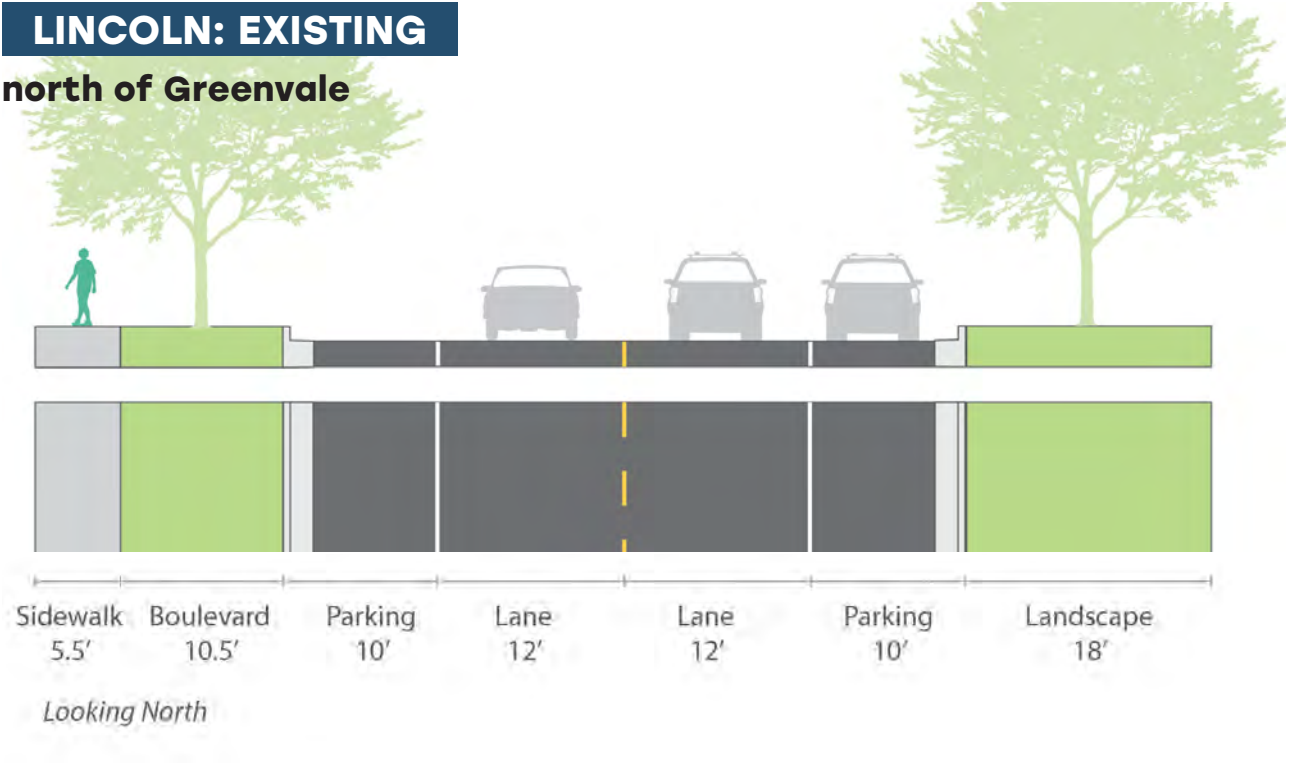 LINCOLN: EXISTING
north of Greenvale
Sidewalk Boulevard Parking Lane Lane Parking Landscape
5.5’ 10.5’ 10’ 12’ 12’ 10’ 18’
Looking North